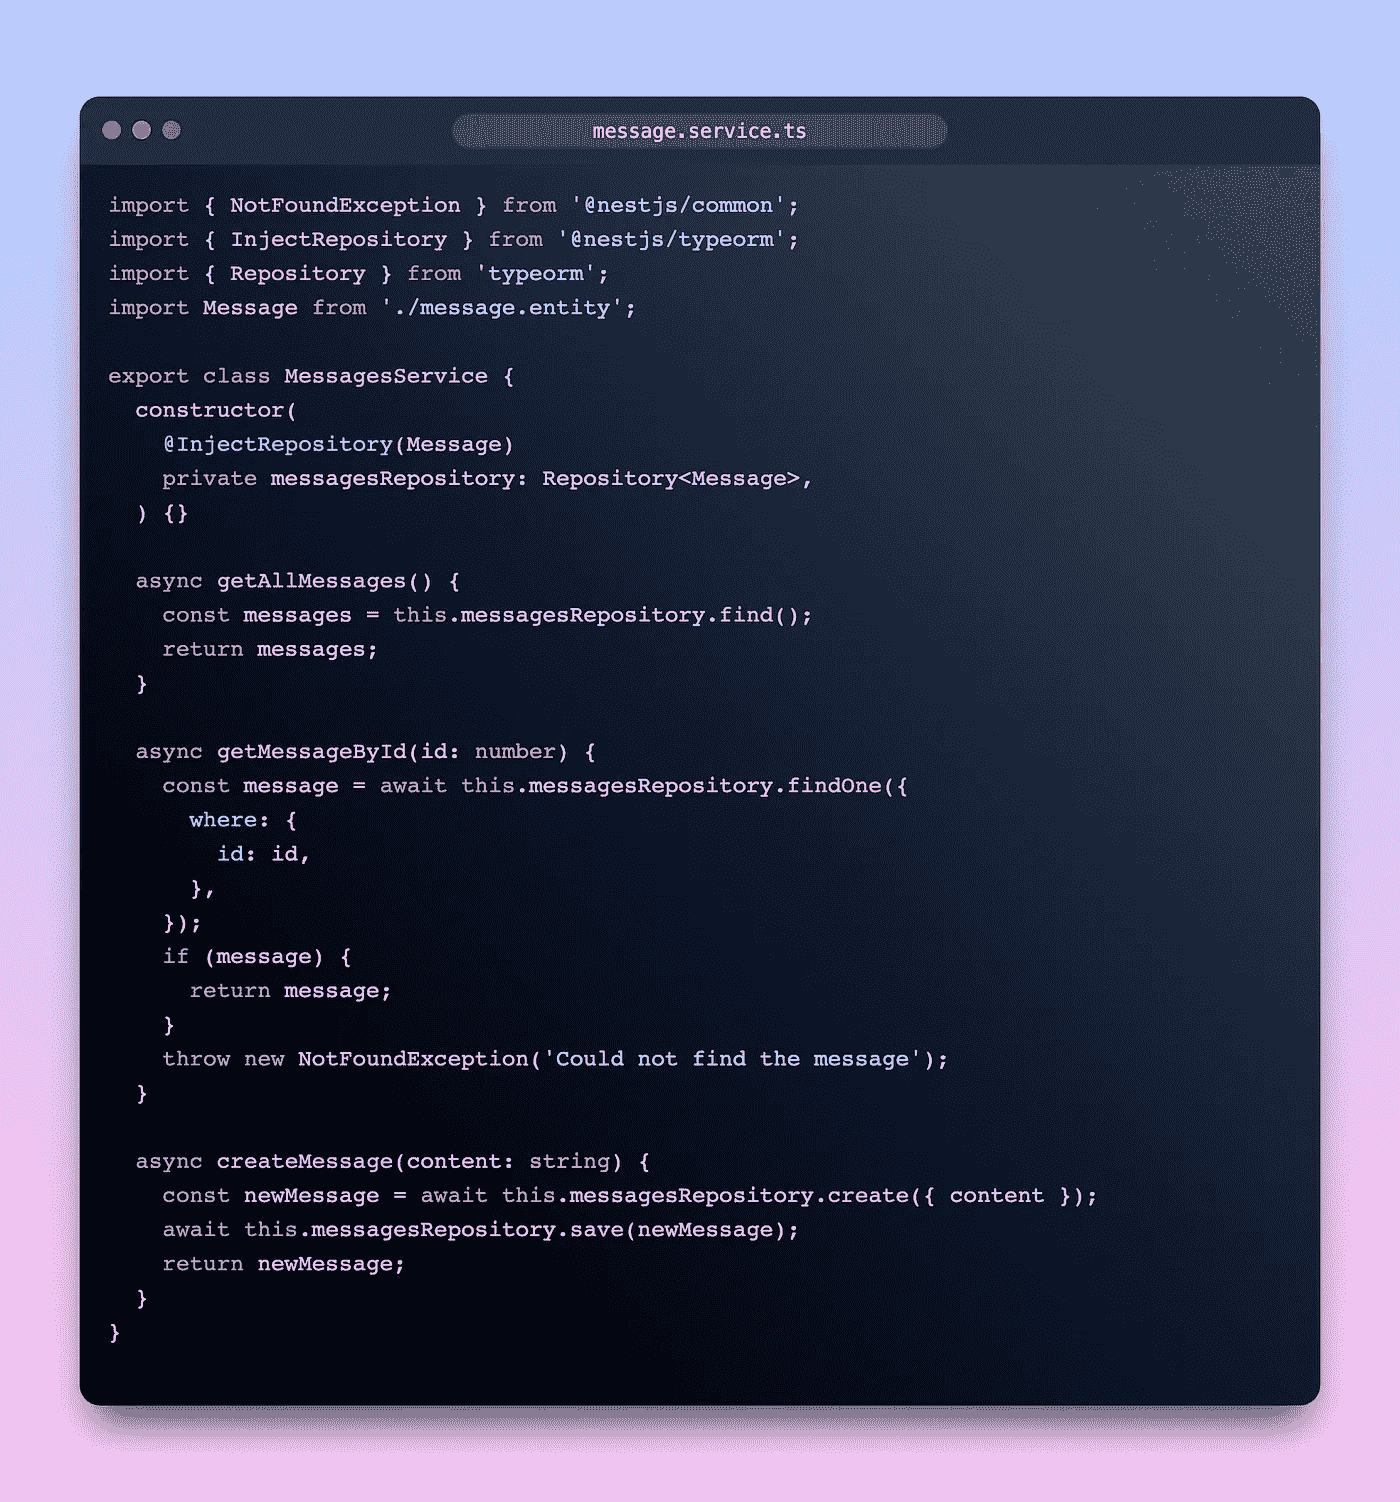 message.service.ts
import { NotFoundException } from '@nestjs/common';
import { InjectRepository } from '@nestjs/typeorm';
import { Repository } from 'typeorm';
import Message from './message.entity';

export class MessagesService {
  constructor(
    @InjectRepository(Message)
    private messagesRepository: Repository<Message>,
  ) {}

  async getAllMessages() {
    const messages = this.messagesRepository.find();
    return messages;
  }

  async getMessageById(id: number) {
    const message = await this.messagesRepository.findOne({
      where: {
        id: id,
      },
    });
    if (message) {
      return message;
    }
    throw new NotFoundException('Could not find the message');
  }

  async createMessage(content: string) {
    const newMessage = await this.messagesRepository.create({ content });
    await this.messagesRepository.save(newMessage);
    return newMessage;
  }
}